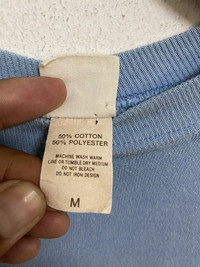 50% COTTON
50% POLYESTER
MACHINE WASH WARM
LINE OR TUMBLE DRY MEDIUM
DO NOT BLEACH
DO NOT IRON DESIGN
M